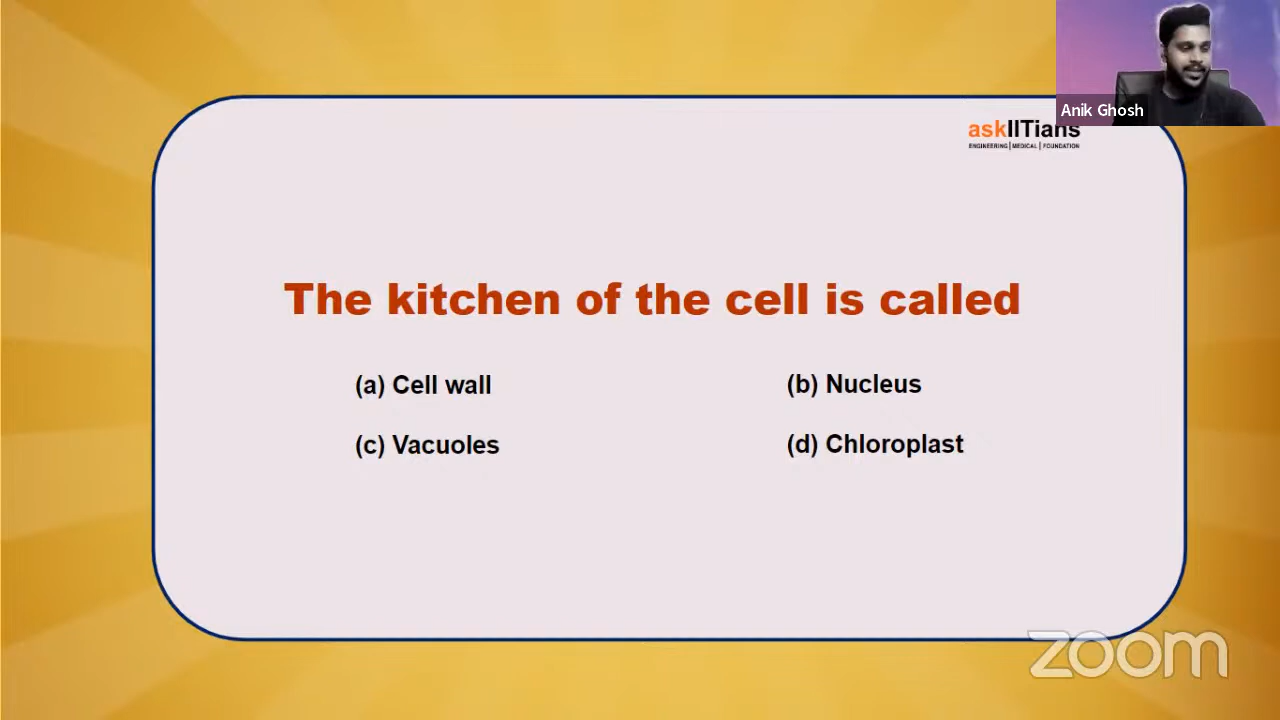 Anik Ghosh
askIITians
ENGINEERING | MEDICAL | FOUNDATION
The kitchen of the cell is called
(a) Cell wall
(b) Nucleus
(c) Vacuoles
(d) Chloroplast
zoom